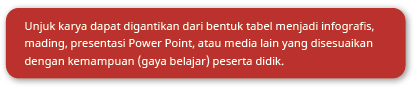 Unjuk karya dapat digantikan dari bentuk tabel menjadi infografis,
mading, presentasi Power Point, atau media lain yang disesuaikan
dengan kemampuan (gaya belajar) peserta didik.